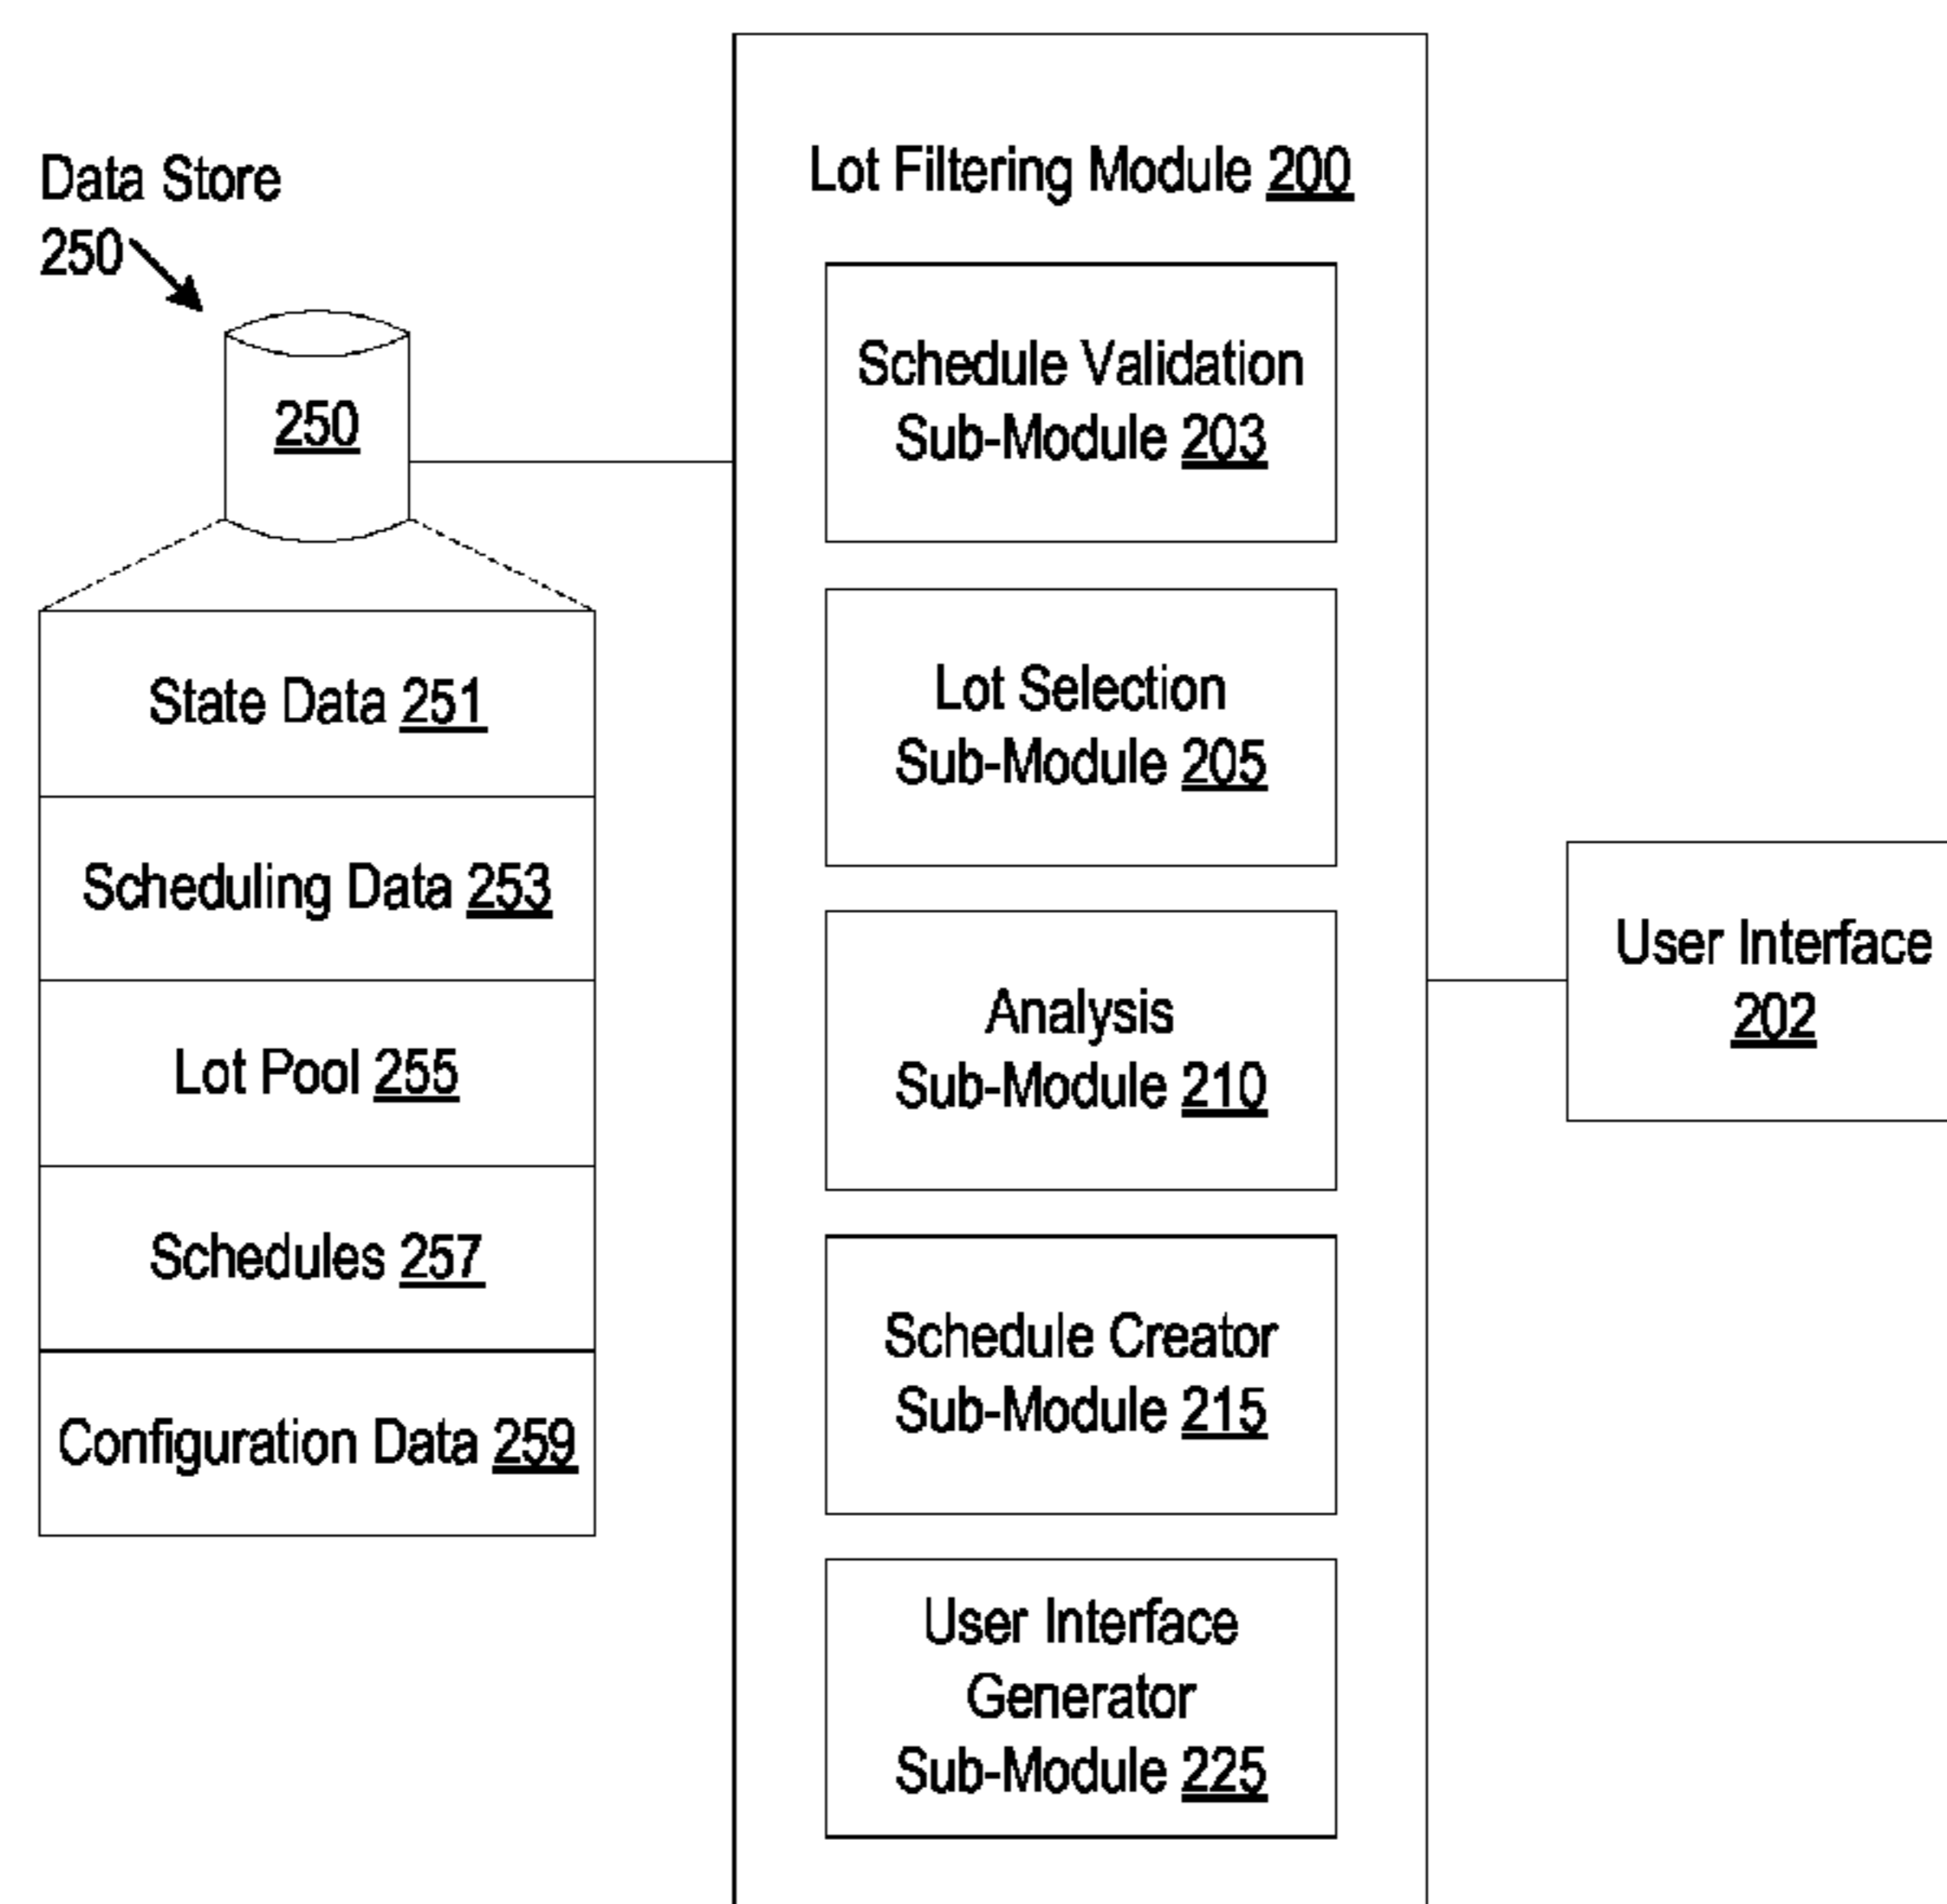 Data Store
250
250
State Data 251
Scheduling Data 253
Lot Pool 255
Schedules 257
Configuration Data 259
Lot Filtering Module 200
Schedule Validation
Sub-Module 203
Lot Selection
Sub-Module 205
Analysis
Sub-Module 210
Schedule Creator
Sub-Module 215
User Interface
Generator
Sub-Module 225
User Interface
202